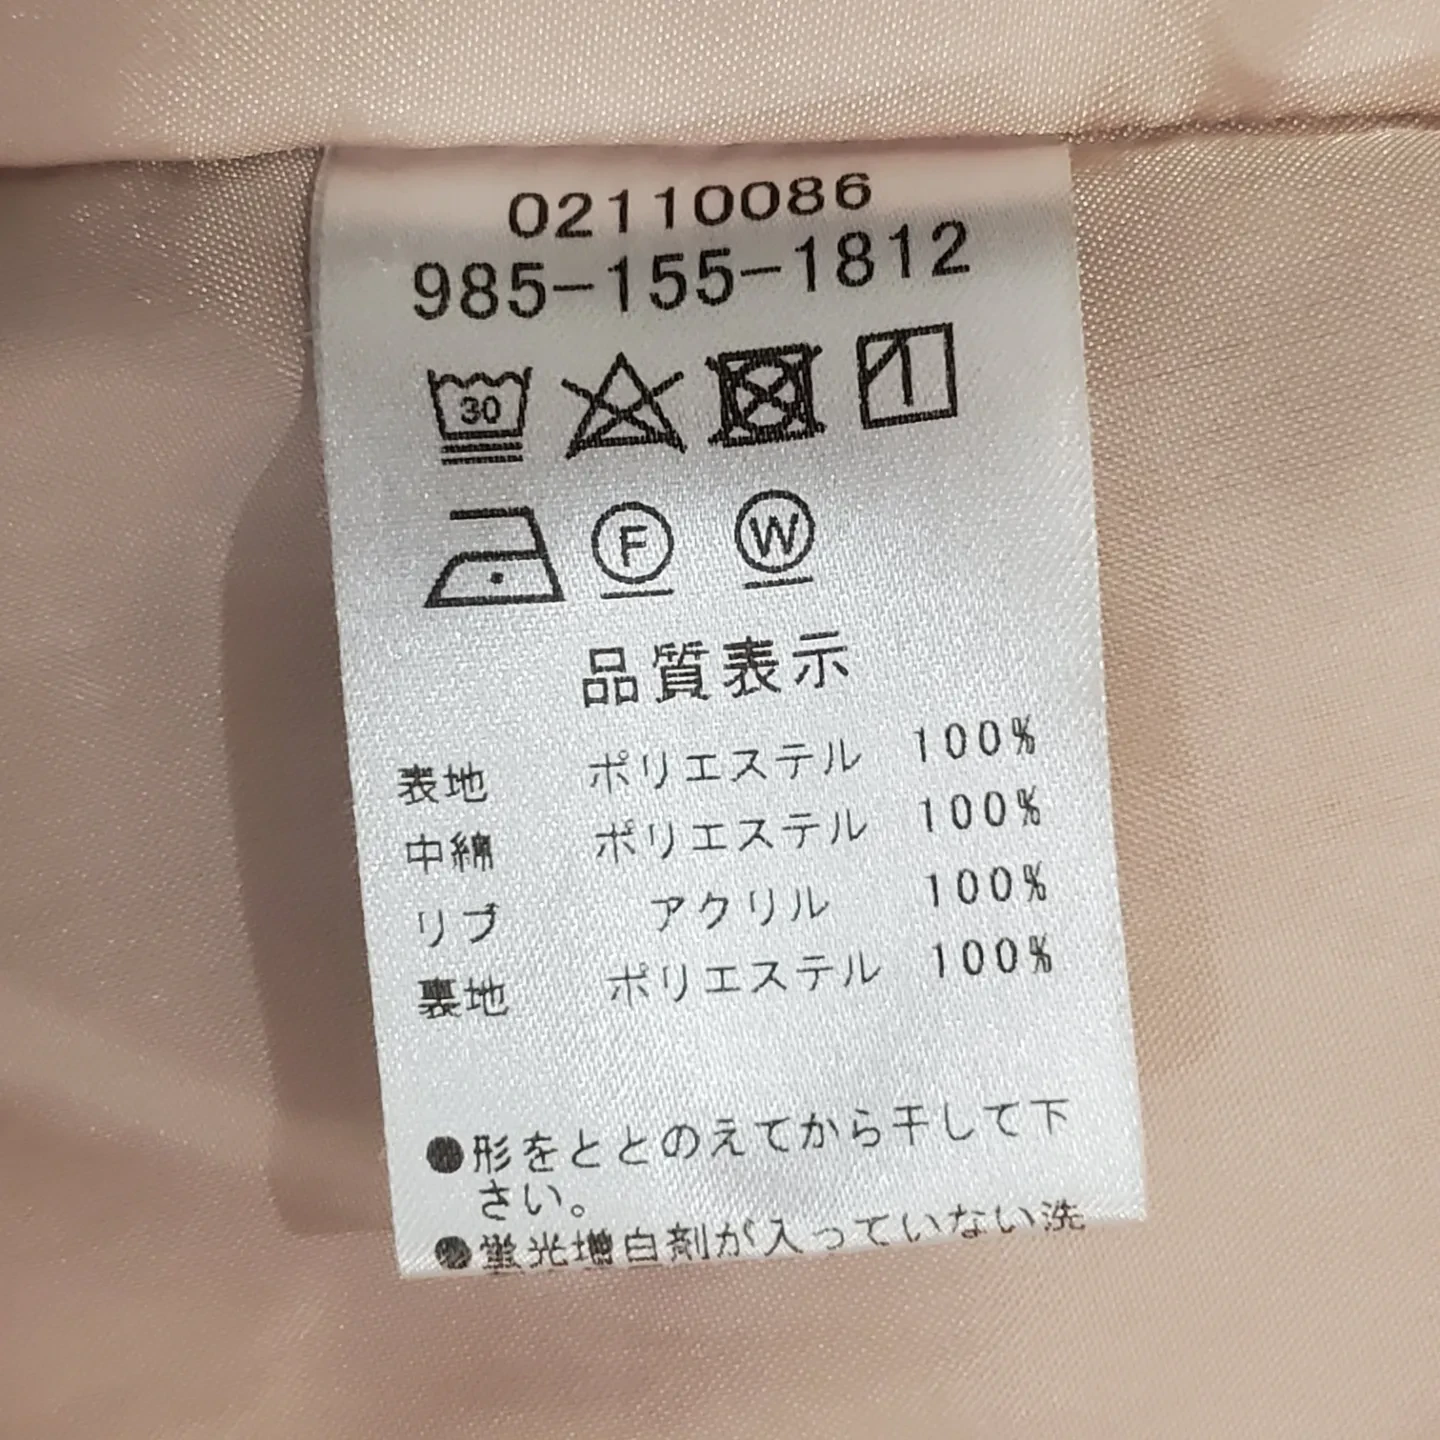 02110086
985-155-1812
30
F W
品質表示
表地 ポリエステル 100%
中綿 ポリエステル 100%
リブ アクリル 100%
裏地 ポリエステル 100%
●形をととのえてから干して下
さい。
●蛍光増白剤が入っていない洗